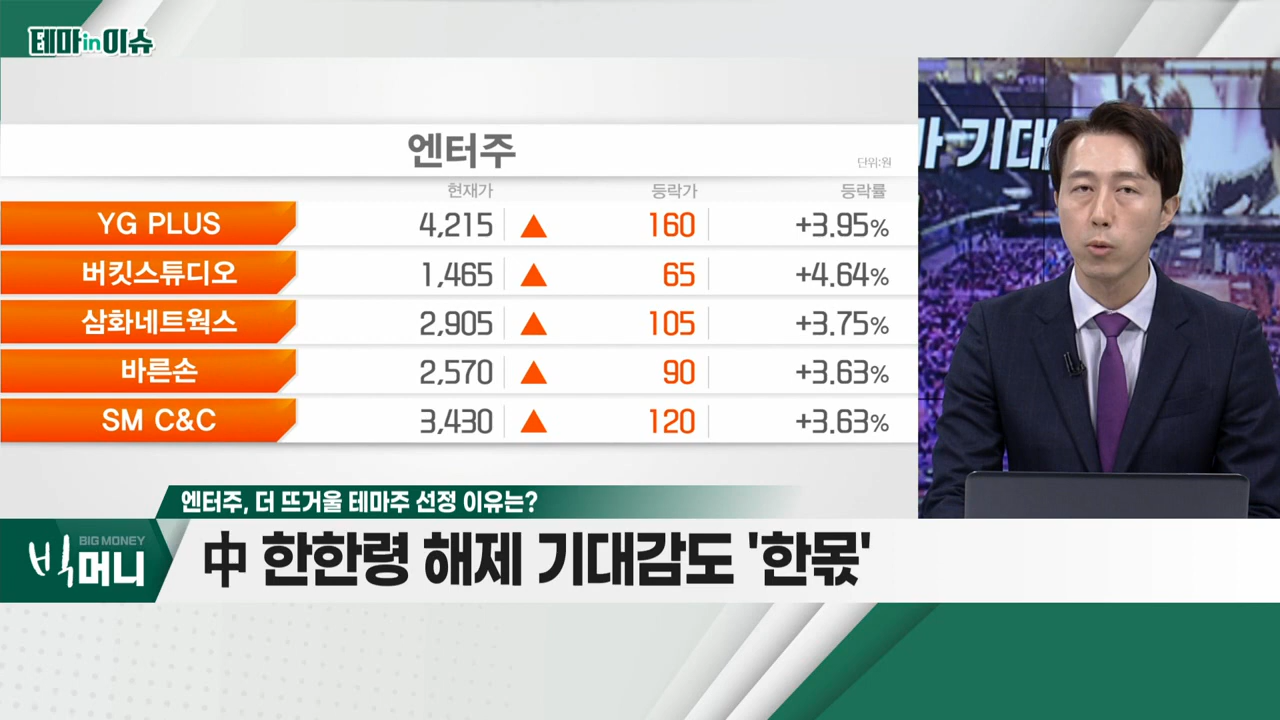 테마in이슈
엔터주
단위:원
현재가 등락가 등락률
YG PLUS 4,215 ▲ 160 +3.95%
버킷스튜디오 1,465 ▲ 65 +4.64%
삼화네트웍스 2,905 ▲ 105 +3.75%
바른손 2,570 ▲ 90 +3.63%
SM C&C 3,430 ▲ 120 +3.63%
기대
엔터주, 더 뜨거울 테마주 선정 이유는?
BIG MONEY
빅머니
中 한한령 해제 기대감도 '한몫'